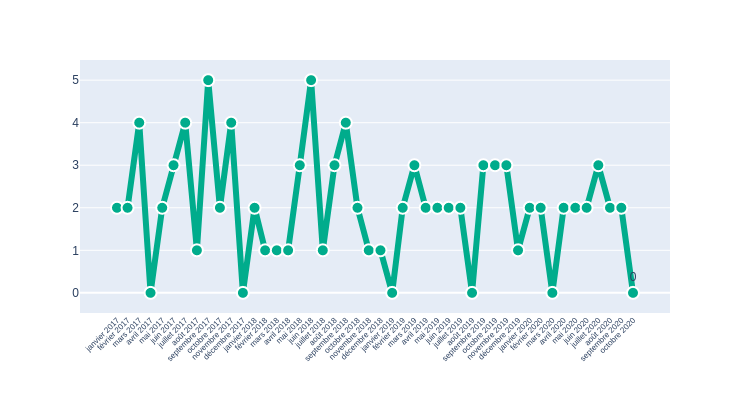 5
4
3
2
1
0
0
janvier 2017
février 2017
mars 2017
avril 2017
mai 2017
juin 2017
juillet 2017
août 2017
septembre 2017
octobre 2017
novembre 2017
décembre 2017
janvier 2018
février 2018
mars 2018
avril 2018
mai 2018
juin 2018
juillet 2018
août 2018
septembre 2018
octobre 2018
novembre 2018
décembre 2018
janvier 2019
février 2019
mars 2019
avril 2019
mai 2019
juin 2019
juillet 2019
août 2019
septembre 2019
octobre 2019
novembre 2019
décembre 2019
janvier 2020
février 2020
mars 2020
avril 2020
mai 2020
juin 2020
juillet 2020
août 2020
septembre 2020
octobre 2020